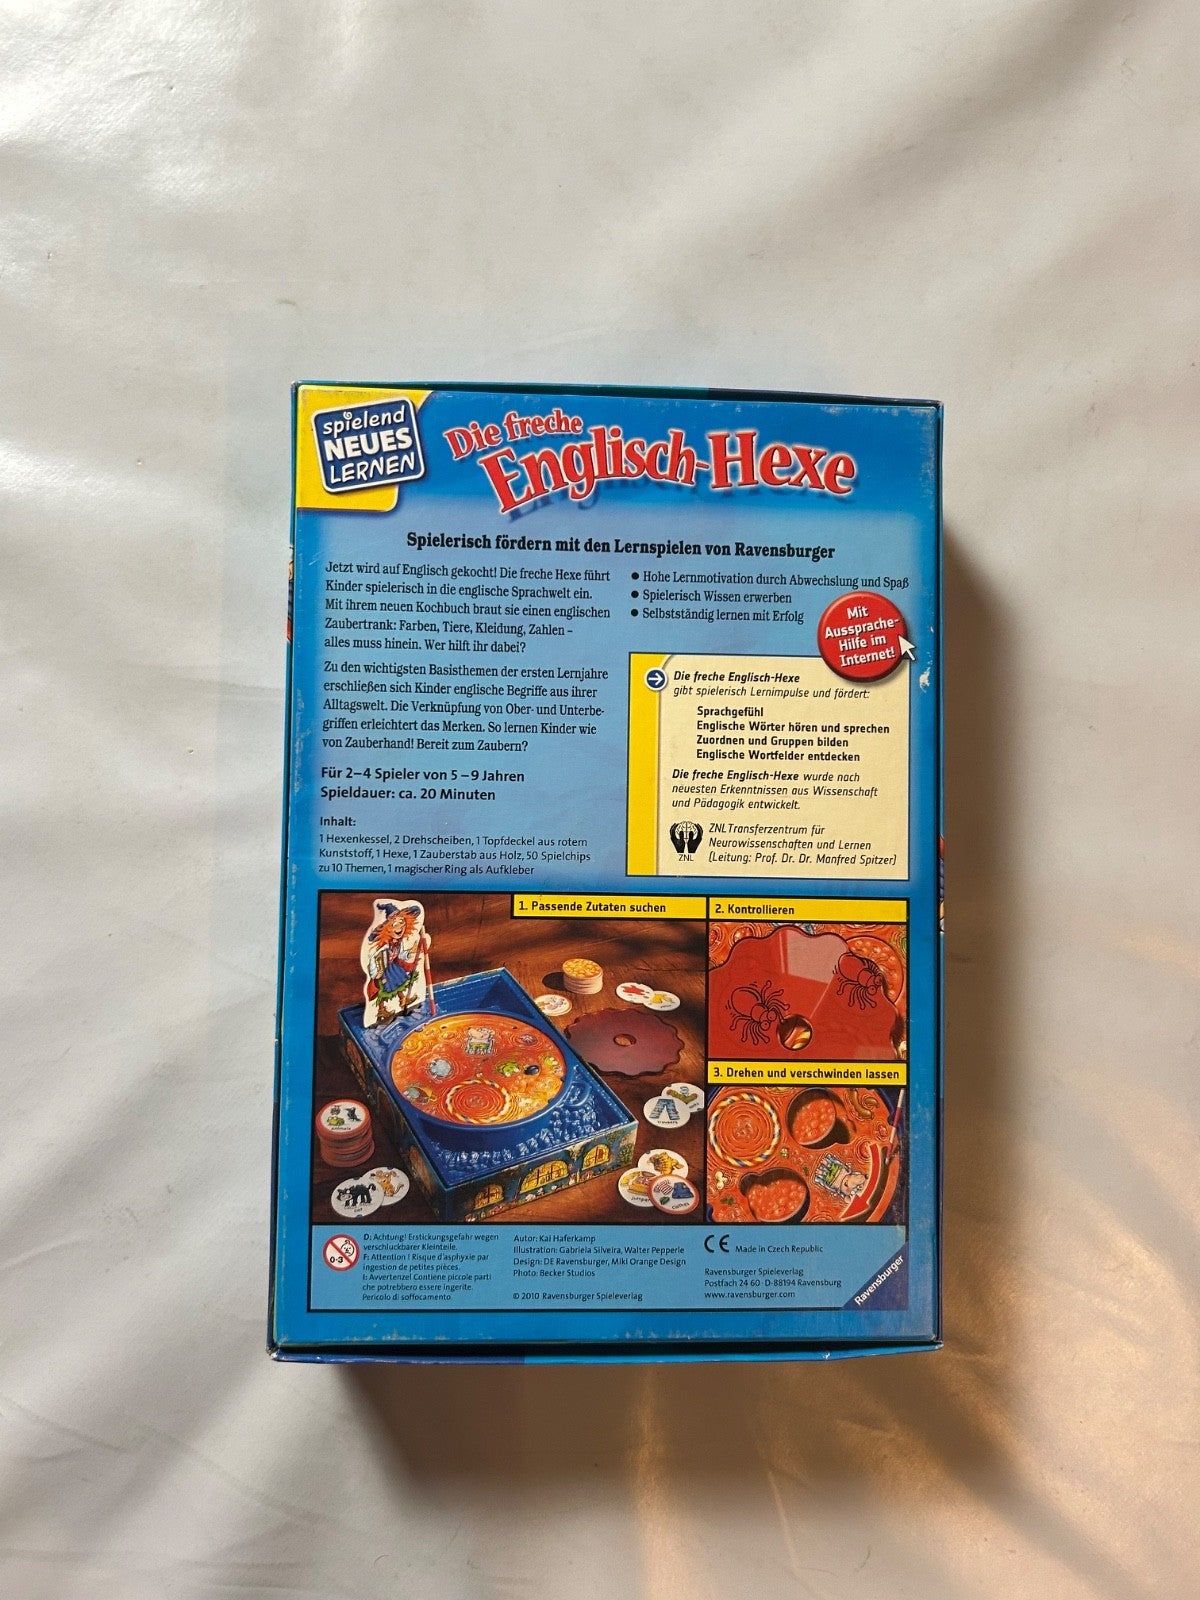 spielend
NEUES
LERNEN
Die freche
Englisch-Hexe
Spielerisch fördern mit den Lernspielen von Ravensburger
Jetzt wird auf Englisch gekocht! Die freche Hexe führt
Kinder spielerisch in die englische Sprachwelt ein.
Mit ihrem neuen Kochbuch braut sie einen englischen
Zaubertrank: Farben, Tiere, Kleidung, Zahlen –
alles muss hinein. Wer hilft ihr dabei?
Zu den wichtigsten Basisthemen der ersten Lernjahre
erschließen sich Kinder englische Begriffe aus ihrer
Alltagswelt. Die Verknüpfung von Ober- und Unterbe-
griffen erleichtert das Merken. So lernen Kinder wie
von Zauberhand! Bereit zum Zaubern?
Für 2–4 Spieler von 5–9 Jahren
Spieldauer: ca. 20 Minuten
Inhalt:
1 Hexenkessel, 2 Drehscheiben, 1 Topfdeckel aus rotem
Kunststoff, 1 Hexe, 1 Zauberstab aus Holz, 50 Spielchips
zu 10 Themen, 1 magischer Ring als Aufkleber
● Hohe Lernmotivation durch Abwechslung und Spaß
● Spielerisch Wissen erwerben
● Selbstständig lernen mit Erfolg
Mit
Aussprache-
Hilfe im
Internet!
Die freche Englisch-Hexe
gibt spielerisch Lernimpulse und fördert:
Sprachgefühl
Englische Wörter hören und sprechen
Zuordnen und Gruppen bilden
Englische Wortfelder entdecken
Die freche Englisch-Hexe wurde nach
neuesten Erkenntnissen aus Wissenschaft
und Pädagogik entwickelt.
ZNL
ZNL Transferzentrum für
Neurowissenschaften und Lernen
(Leitung: Prof. Dr. Dr. Manfred Spitzer)
1. Passende Zutaten suchen
2. Kontrollieren
3. Drehen und verschwinden lassen
animals
cat
trousers
jumper
clothes
0-3
D: Achtung! Erstickungsgefahr wegen
verschluckbarer Kleinteile.
F: Attention ! Risque d'asphyxie par
ingestion de petites pièces.
I: Avvertenze! Contiene piccole parti
che potrebbero essere ingerite.
Pericolo di soffocamento.
Autor: Kai Haferkamp
Illustration: Gabriela Silveira, Walter Pepperle
Design: DE Ravensburger, Miki Orange Design
Photo: Becker Studios
© 2010 Ravensburger Spieleverlag
CE Made in Czech Republic
Ravensburger Spieleverlag
Postfach 24 60 · D-88194 Ravensburg
www.ravensburger.com
Ravensburger